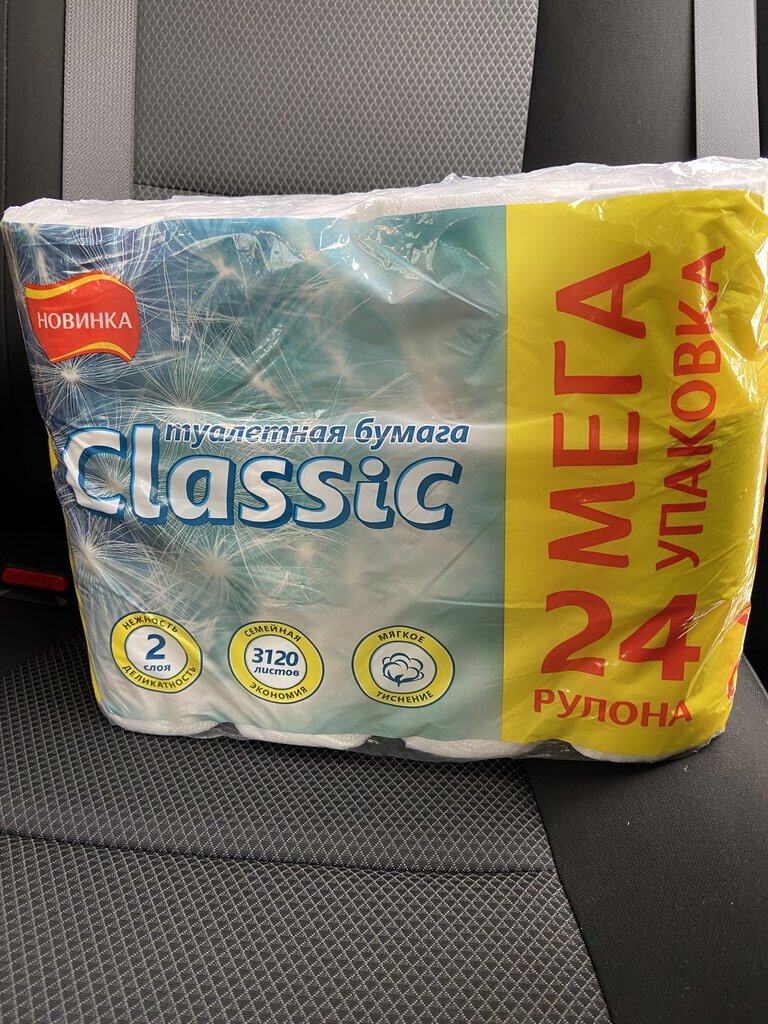 НОВИНКА
туалетная бумага
Classic
НЕЖНОСТЬ
2
СЛОЯ
ДЕЛИКАТНОСТЬ
СЕМЕЙНАЯ
3120
ЛИСТОВ
ЭКОНОМИЯ
МЯГКОЕ
ТИСНЕНИЕ
МЕГА
УПАКОВКА
24
РУЛОНА